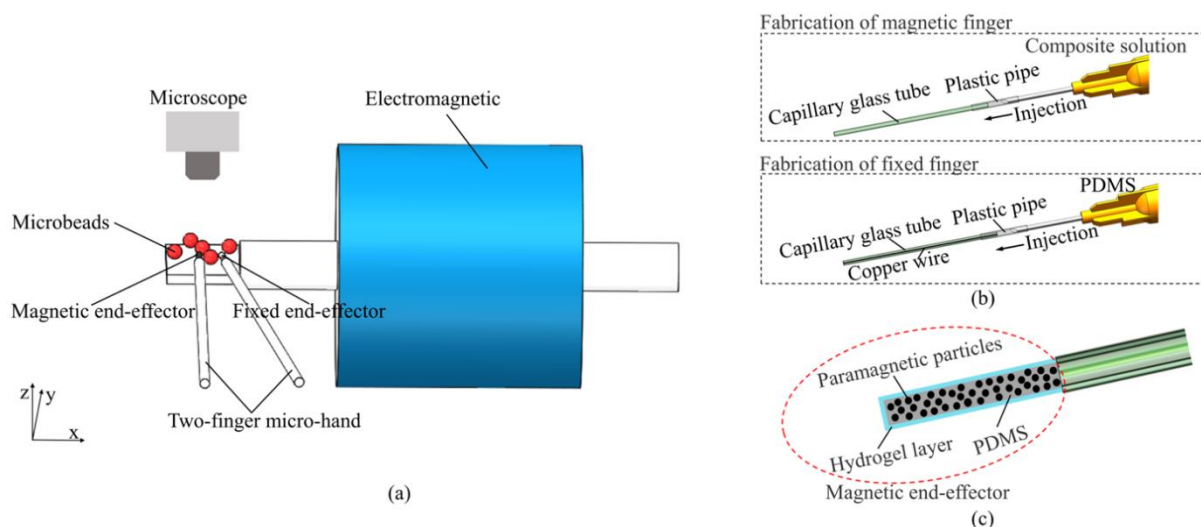 Microscope
Electromagnetic
Microbeads
Magnetic end-effector
Fixed end-effector
Two-finger micro-hand
z
y
x
(a)
Fabrication of magnetic finger
Composite solution
Plastic pipe
Capillary glass tube
Injection
Fabrication of fixed finger
PDMS
Plastic pipe
Capillary glass tube
Injection
Copper wire
(b)
Paramagnetic particles
Hydrogel layer
PDMS
Magnetic end-effector
(c)